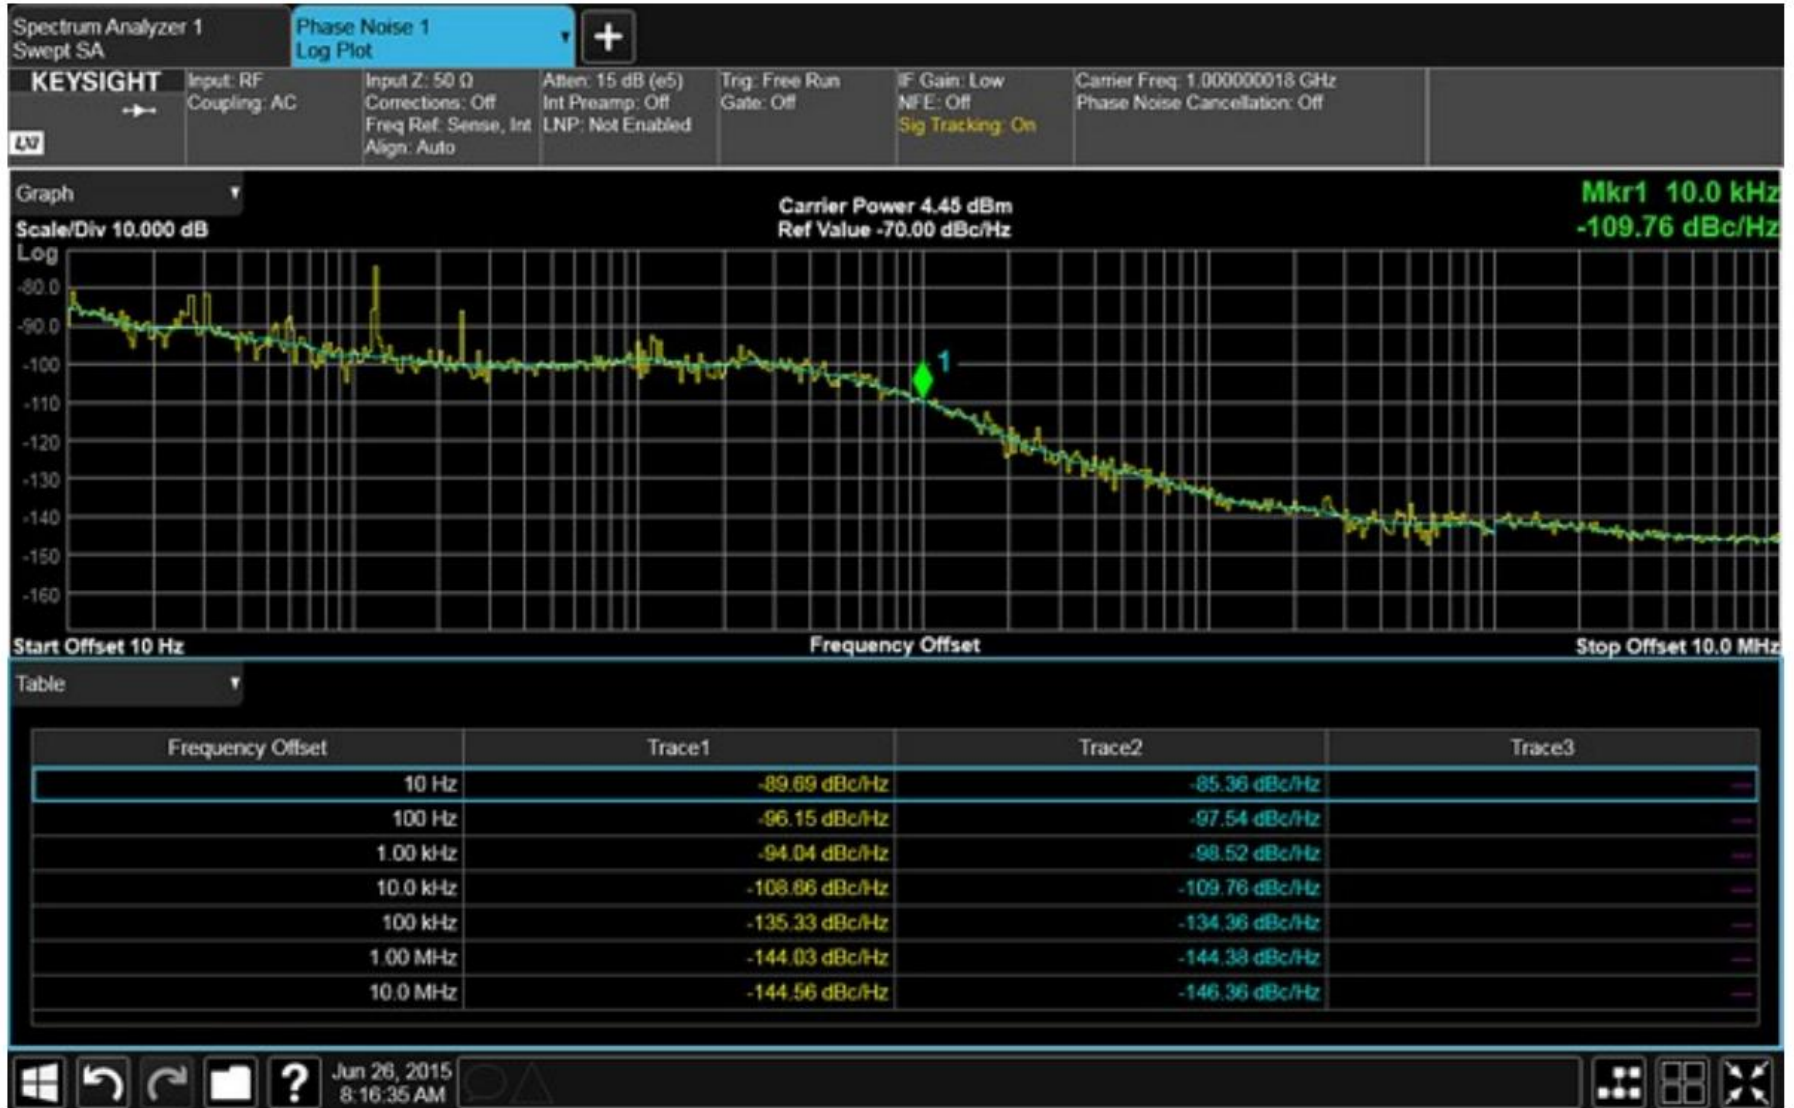 Spectrum Analyzer 1
Swept SA
Phase Noise 1
Log Plot
+
KEYSIGHT
LXI
Input: RF
Coupling: AC
Input Z: 50 Ω
Corrections: Off
Freq Ref: Sense, Int
Align: Auto
Atten: 15 dB (e5)
Int Preamp: Off
LNP: Not Enabled
Trig: Free Run
Gate: Off
IF Gain: Low
NFE: Off
Sig Tracking: On
Carrier Freq: 1.000000018 GHz
Phase Noise Cancellation: Off
Graph
Scale/Div 10.000 dB
Log
Carrier Power 4.45 dBm
Ref Value -70.00 dBc/Hz
Mkr1 10.0 kHz
-109.76 dBc/Hz
-80.0
-90.0
-100
-110
-120
-130
-140
-150
-160
1
Start Offset 10 Hz
Frequency Offset
Stop Offset 10.0 MHz
Table
Frequency Offset Trace1 Trace2 Trace3
10 Hz -89.69 dBc/Hz -85.36 dBc/Hz ---
100 Hz -96.15 dBc/Hz -97.54 dBc/Hz ---
1.00 kHz -94.04 dBc/Hz -98.52 dBc/Hz ---
10.0 kHz -108.66 dBc/Hz -109.76 dBc/Hz ---
100 kHz -135.33 dBc/Hz -134.36 dBc/Hz ---
1.00 MHz -144.03 dBc/Hz -144.38 dBc/Hz ---
10.0 MHz -144.56 dBc/Hz -146.36 dBc/Hz ---
?
Jun 26, 2015
8:16:35 AM